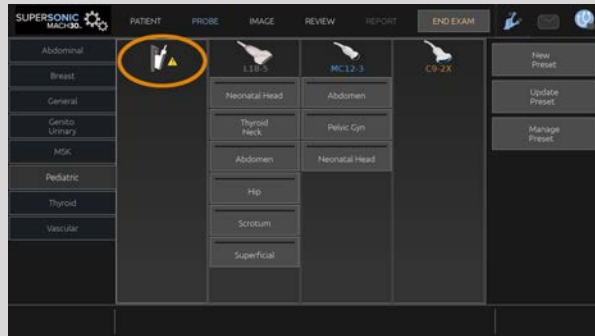 SUPERSONIC
MACH30
PATIENT PROBE IMAGE REVIEW REPORT END EXAM
Abdominal
Breast
General
Genito
Urinary
MSK
Pediatric
Thyroid
Vascular
L18-5
Neonatal Head
Thyroid
Neck
Abdomen
Hip
Scrotum
Superficial
MC12-3
Abdomen
Pelvic Gyn
Neonatal Head
C9-2X
New
Preset
Update
Preset
Manage
Preset